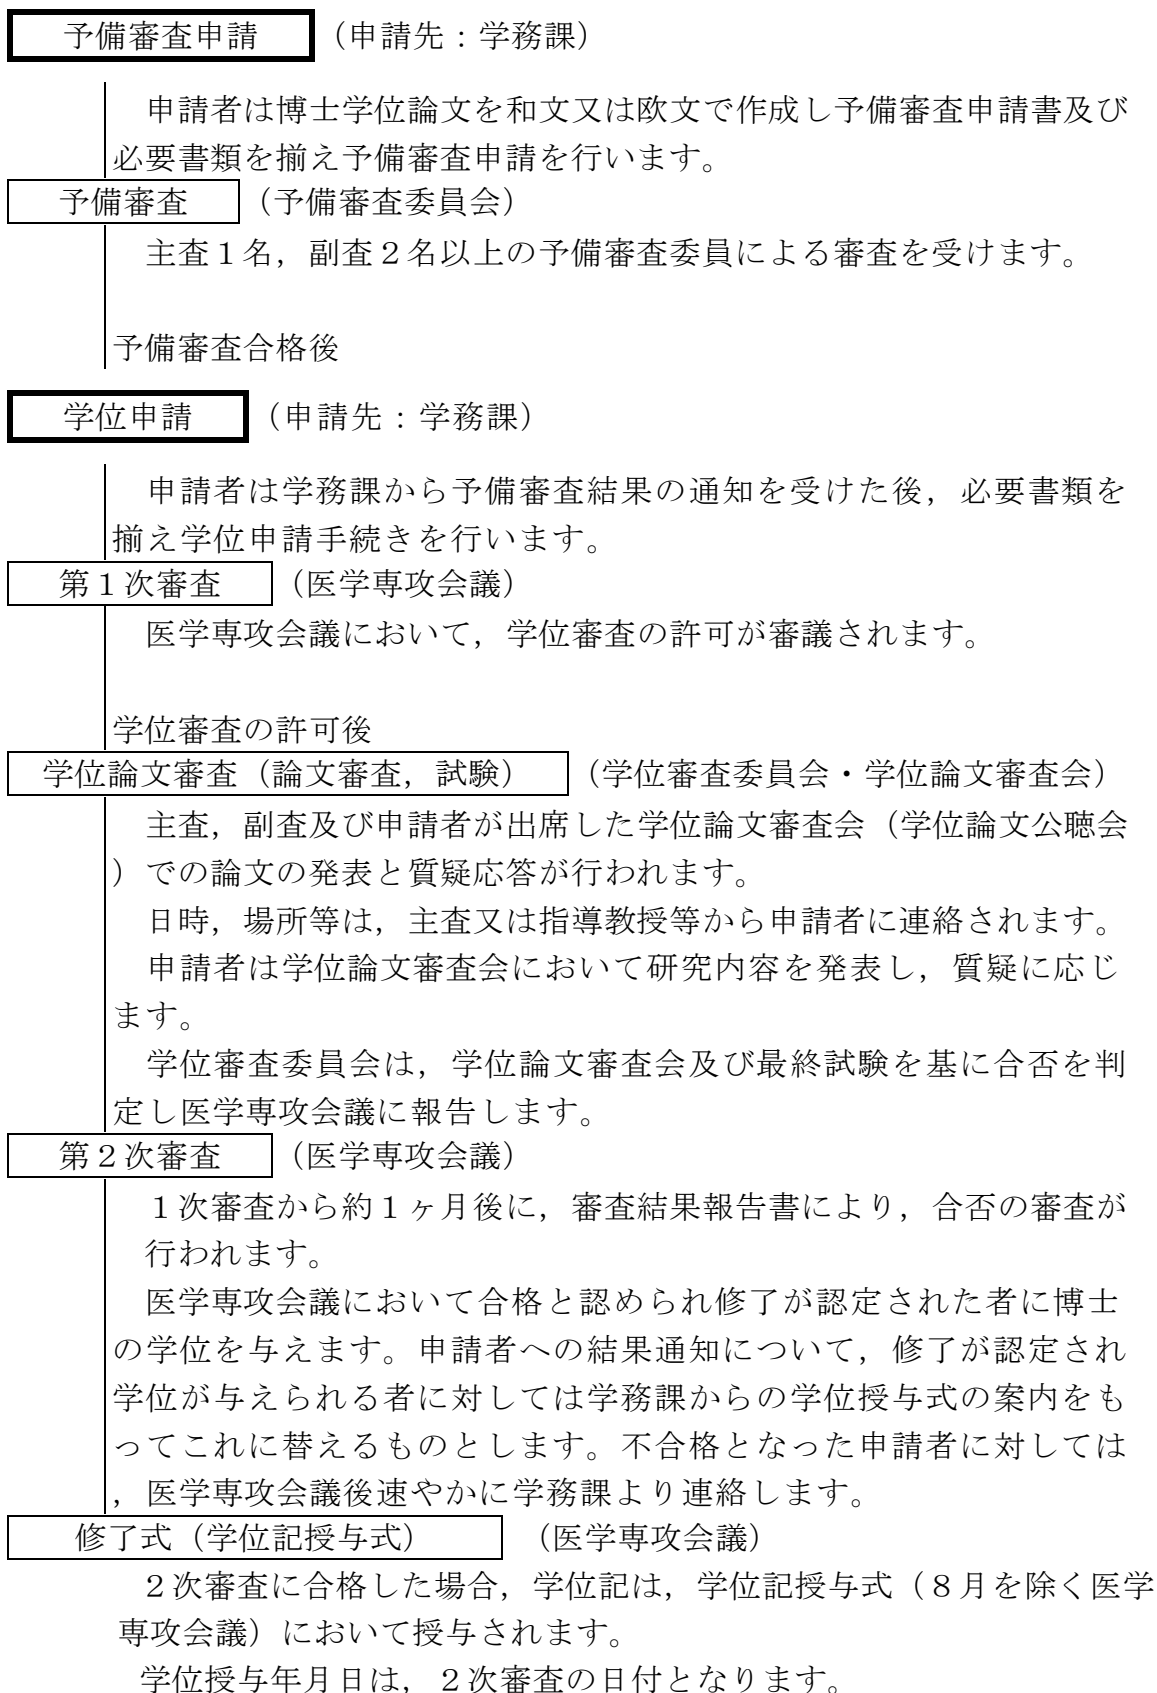 予備審査申請　（申請先：学務課）
申請者は博士学位論文を和文又は欧文で作成し予備審査申請書及び
必要書類を揃え予備審査申請を行います。
予備審査　（予備審査委員会）
主査１名，副査２名以上の予備審査委員による審査を受けます。
予備審査合格後
学位申請　（申請先：学務課）
申請者は学務課から予備審査結果の通知を受けた後，必要書類を
揃え学位申請手続きを行います。
第１次審査　（医学専攻会議）
医学専攻会議において，学位審査の許可が審議されます。
学位審査の許可後
学位論文審査（論文審査，試験）　（学位審査委員会・学位論文審査会）
主査，副査及び申請者が出席した学位論文審査会（学位論文公聴会
）での論文の発表と質疑応答が行われます。
日時，場所等は，主査又は指導教授等から申請者に連絡されます。
申請者は学位論文審査会において研究内容を発表し，質疑に応じ
ます。
学位審査委員会は，学位論文審査会及び最終試験を基に合否を判
定し医学専攻会議に報告します。
第２次審査　（医学専攻会議）
１次審査から約１ヶ月後に，審査結果報告書により，合否の審査が
行われます。
医学専攻会議において合格と認められ修了が認定された者に博士
の学位を与えます。申請者への結果通知について，修了が認定され
学位が与えられる者に対しては学務課からの学位授与式の案内をも
ってこれに替えるものとします。不合格となった申請者に対しては
，医学専攻会議後速やかに学務課より連絡します。
修了式（学位記授与式）　（医学専攻会議）
２次審査に合格した場合，学位記は，学位記授与式（８月を除く医学
専攻会議）において授与されます。
学位授与年月日は，２次審査の日付となります。